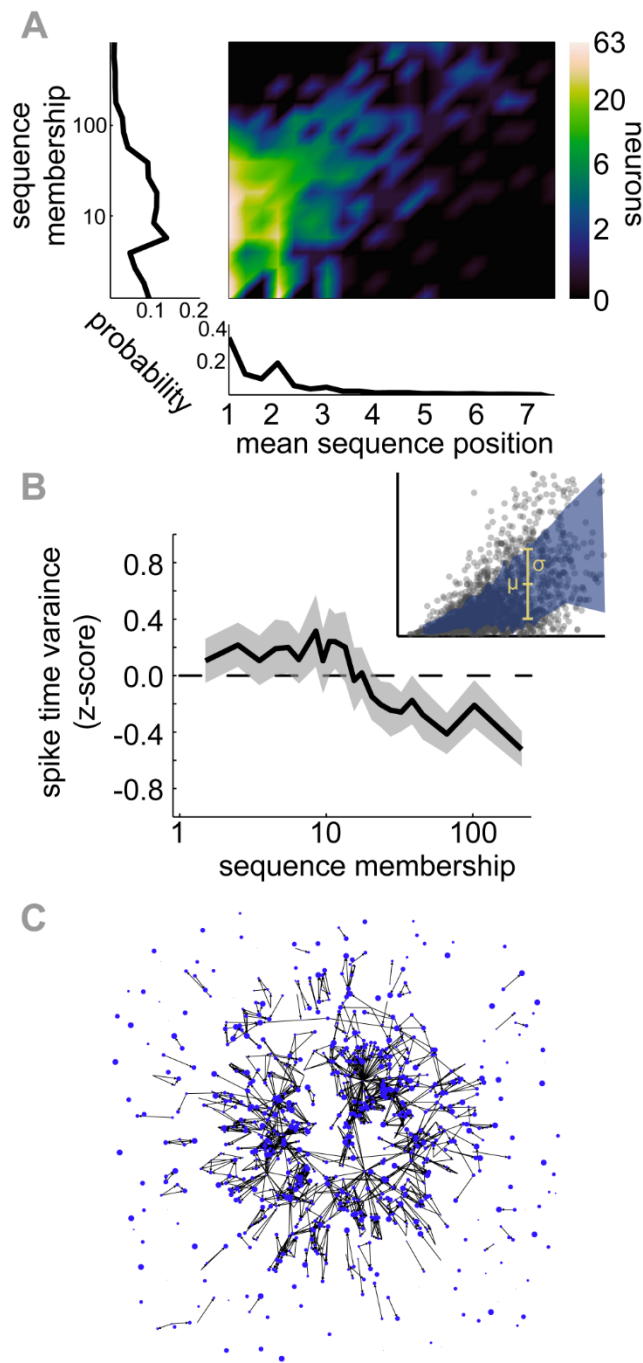 A
sequence
membership
100
10
0.1 0.2
probability
63
20
6
2
0
neurons
0.4
0.2
1 2 3 4 5 6 7
mean sequence position
B
σ
μ
spike time varaince
(z-score)
0.8
0.4
0.0
-0.4
-0.8
1 10 100
sequence membership
C